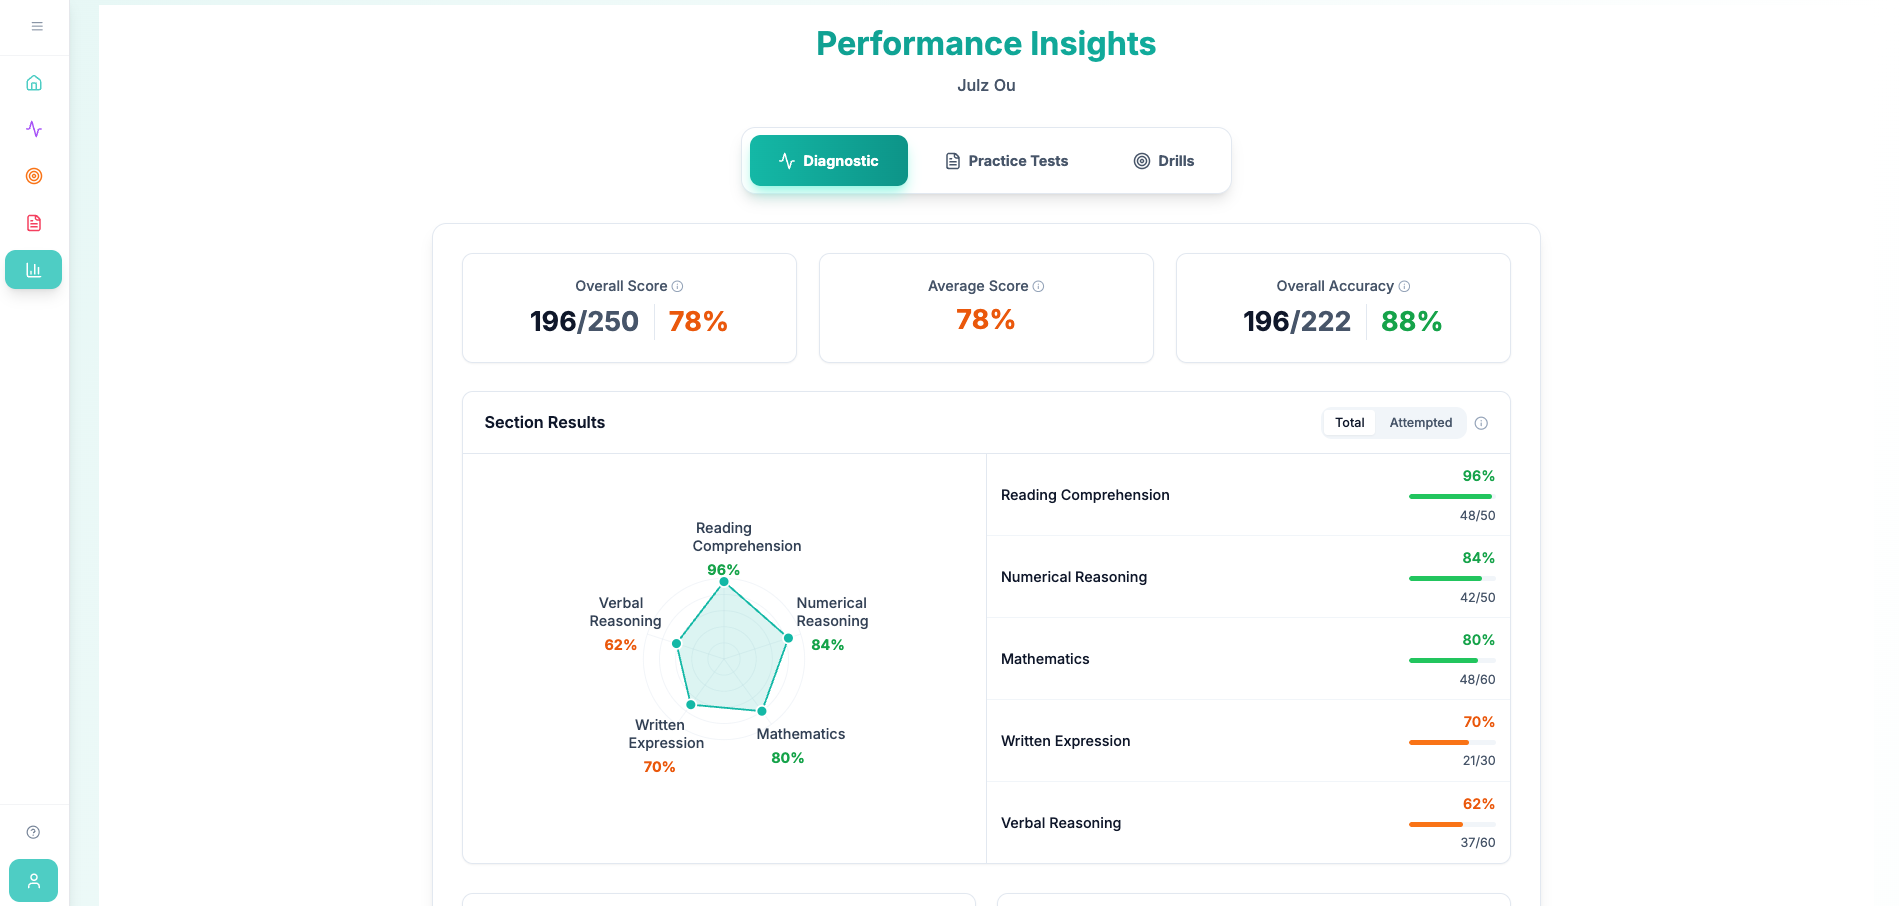 Performance Insights
Julz Ou
Diagnostic
Practice Tests
Drills
Overall Score
196/250
78%
Average Score
78%
Overall Accuracy
196/222
88%
Section Results
Total
Attempted
Reading
Comprehension
96%
Numerical
Reasoning
84%
Mathematics
80%
Written
Expression
70%
Verbal
Reasoning
62%
Reading Comprehension
96%
48/50
Numerical Reasoning
84%
42/50
Mathematics
80%
48/60
Written Expression
70%
21/30
Verbal Reasoning
62%
37/60